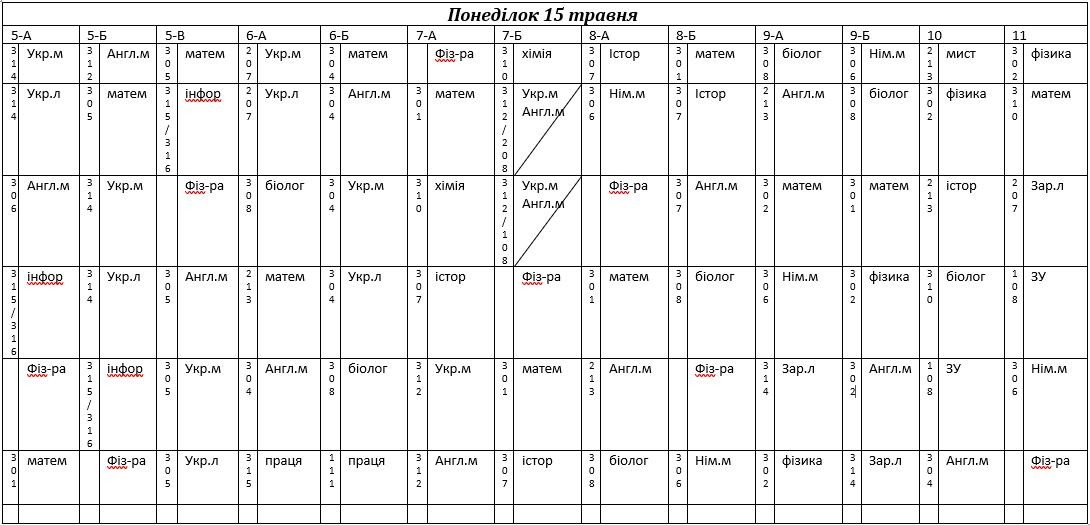 Понеділок 15 травня
5-А 5-Б 5-В 6-А 6-Б 7-А 7-Б 8-А 8-Б 9-А 9-Б 10 11
314 Укр.м 312 Англ.м 305 матем 207 Укр.м 304 матем Фіз-ра 310 хімія 307 Істор 301 матем 308 біолог 306 Нім.м 213 мист 302 фізика
314 Укр.л 305 матем 315/316 інфор 207 Укр.л 304 Англ.м 301 матем 312/208 Укр.м Англ.м 306 Нім.м 307 Істор 213 Англ.м 308 біолог 302 фізика 310 матем
306 Англ.м 314 Укр.м Фіз-ра 308 біолог 304 Укр.м 310 хімія 312/108 Укр.м Англ.м Фіз-ра 307 Англ.м 302 матем 301 матем 213 істор 207 Зар.л
315/316 інфор 314 Укр.л 305 Англ.м 213 матем 304 Укр.л 307 істор Фіз-ра 301 матем 308 біолог 306 Нім.м 302 фізика 310 біолог 108 ЗУ
Фіз-ра 315/316 інфор 305 Укр.м 304 Англ.м 308 біолог 312 Укр.м 301 матем 213 Англ.м Фіз-ра 314 Зар.л 302 Англ.м 108 ЗУ 306 Нім.м
301 матем Фіз-ра 305 Укр.л 315 праця 111 праця 312 Англ.м 307 істор 308 біолог 306 Нім.м 302 фізика 314 Зар.л 304 Англ.м Фіз-ра